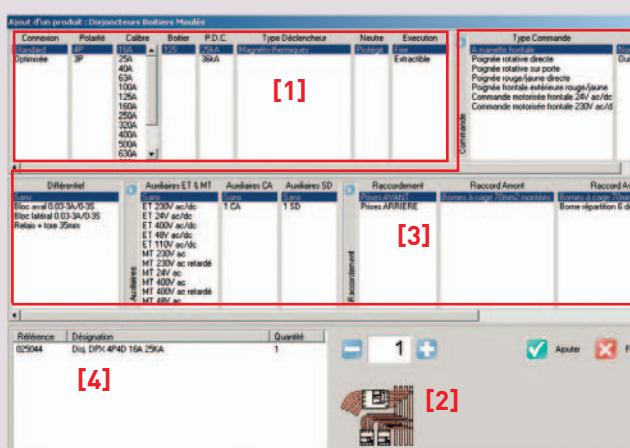 Ajout d'un produit : Disjoncteurs Boitiers Moulés
Connexion Polarité Calibre Boitier P.D.C. Type Déclencheur Neutre Execution Type Commande
Standard 4P 16A 125 25kA Magnéto-thermiques Protégé Fixe A manette frontale
Optimisée 3P 25A 36kA Extractible Poignée rotative directe
40A Poignée rotative sur porte
63A Poignée rouge/jaune directe
100A Poignée frontale extérieure rouge/jaune
125A Commande motorisée frontale 24V ac/dc
160A Commande motorisée frontale 230V ac/d
250A
320A
400A
500A
630A
[1]
Commande
Différentiel Auxiliaires ET & MT Auxiliaires CA Auxiliaires SD Raccordement Raccord Amont Raccord Av
Sans Sans Sans Sans Prises AVANT Bornes à cage 70mm² montées Bornes à cage 70mm
Bloc aval 0.03-3A/0-3S ET 230V ac/dc 1 CA 1 SD Prises ARRIERE Borne répartition 6 d
Bloc latéral 0.03-3A/0-3S ET 24V ac/dc
Relais + tore 35mm ET 400V ac/dc
ET 48V ac/dc
ET 110V ac/dc
MT 230V ac
MT 230V ac retardé
MT 24V ac
MT 400V ac
MT 400V ac retardé
MT 48V ac
Auxiliaires
Raccordement
[3]
Référence Désignation Quantité
025044 Disj. DPX 4P4D 16A 25KA 1
[4]
1
Ajouter F
[2]